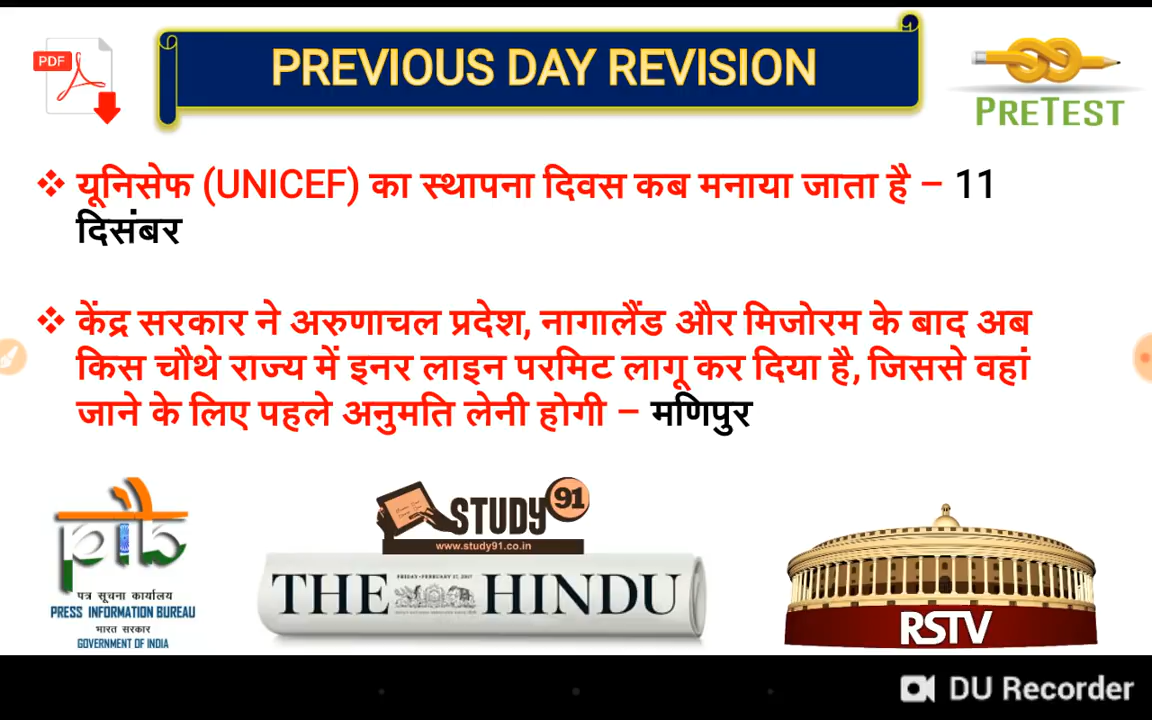 PDF
PREVIOUS DAY REVISION
PRETEST
❖ यूनिसेफ (UNICEF) का स्थापना दिवस कब मनाया जाता है – 11
दिसंबर
❖ केंद्र सरकार ने अरुणाचल प्रदेश, नागालैंड और मिजोरम के बाद अब
किस चौथे राज्य में इनर लाइन परमिट लागू कर दिया है, जिससे वहां
जाने के लिए पहले अनुमति लेनी होगी – मणिपुर
pib
पत्र सूचना कार्यालय
PRESS INFORMATION BUREAU
भारत सरकार
GOVERNMENT OF INDIA
STUDY 91
www.study91.co.in
THE HINDU
RSTV
DU Recorder